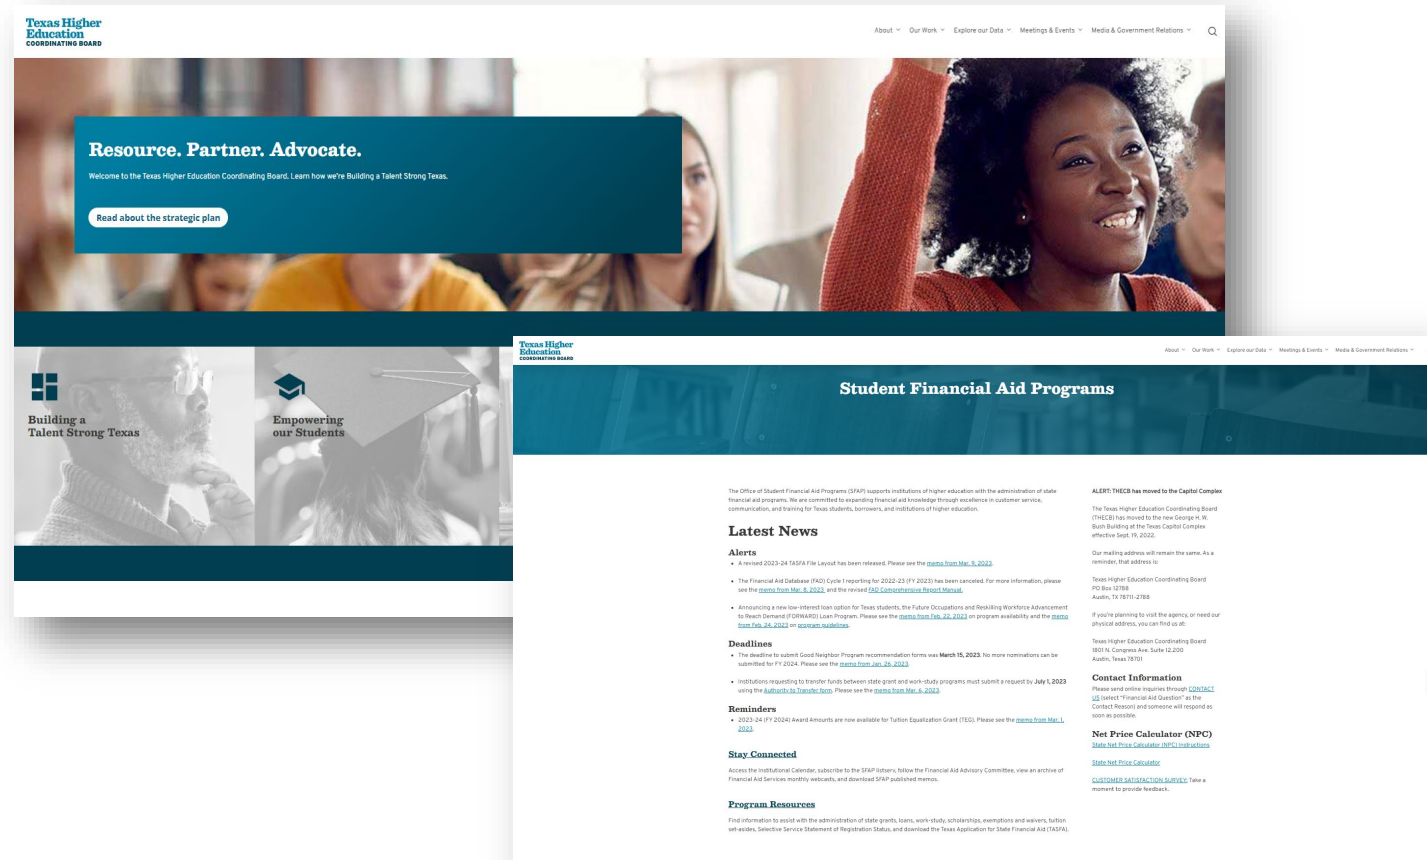 Texas Higher
Education
COORDINATING BOARD
About
Our Work
Explore our Data
Meetings & Events
Media & Government Relations
Resource. Partner. Advocate.
Welcome to the Texas Higher Education Coordinating Board. Learn how we're Building a Talent Strong Texas.
Read about the strategic plan
Building a
Talent Strong Texas
Empowering
our Students
Texas Higher
Education
COORDINATING BOARD
About
Our Work
Explore our Data
Meetings & Events
Media & Government Relations
Student Financial Aid Programs
The Office of Student Financial Aid Programs (SFAP) supports institutions of higher education with the administration of state
financial aid programs. We are committed to expanding financial aid knowledge through excellence in customer service,
communication, and training for Texas students, borrowers, and institutions of higher education.
Latest News
Alerts
• A revised 2023-24 TASFA File Layout has been released. Please see the memo from Mar. 9, 2023.
• The Financial Aid Database (FAD) Cycle 1 reporting for 2022-23 (FY 2023) has been canceled. For more information, please
see the memo from Mar. 8, 2023 and the revised FAD Comprehensive Report Manual.
• Announcing a new low-interest loan option for Texas students, the Future Occupations and Reskilling Workforce Advancement
to Reach Demand (FORWARD) Loan Program. Please see the memo from Feb. 22, 2023 on program availability and the memo
from Feb. 24, 2023 on program guidelines.
Deadlines
• The deadline to submit Good Neighbor Program recommendation forms was March 15, 2023. No more nominations can be
submitted for FY 2024. Please see the memo from Jan. 26, 2023.
• Institutions requesting to transfer funds between state grant and work-study programs must submit a request by July 1, 2023
using the Authority to Transfer form. Please see the memo from Mar. 6, 2023.
Reminders
• 2023-24 (FY 2024) Award Amounts are now available for Tuition Equalization Grant (TEG). Please see the memo from Mar. 1,
2023.
Stay Connected
Access the Institutional Calendar, subscribe to the SFAP listserv, follow the Financial Aid Advisory Committee, view an archive of
Financial Aid Services monthly webcasts, and download SFAP published memos.
Program Resources
Find information to assist with the administration of state grants, loans, work-study, scholarships, exemptions and waivers, tuition
set-asides, Selective Service Statement of Registration Status, and download the Texas Application for State Financial Aid (TASFA).
ALERT: THECB has moved to the Capitol Complex
The Texas Higher Education Coordinating Board
(THECB) has moved to the new George H. W.
Bush Building at the Texas Capitol Complex
effective Sept. 19, 2022.
Our mailing address will remain the same. As a
reminder, that address is:
Texas Higher Education Coordinating Board
PO Box 12788
Austin, TX 78711-2788
If you're planning to visit the agency, or need our
physical address, you can find us at:
Texas Higher Education Coordinating Board
1801 N. Congress Ave. Suite 12.200
Austin, Texas 78701
Contact Information
Please send online inquiries through CONTACT
US (select "Financial Aid Question" as the
Contact Reason) and someone will respond as
soon as possible.
Net Price Calculator (NPC)
State Net Price Calculator (NPC) Instructions
State Net Price Calculator
CUSTOMER SATISFACTION SURVEY: Take a
moment to provide feedback.